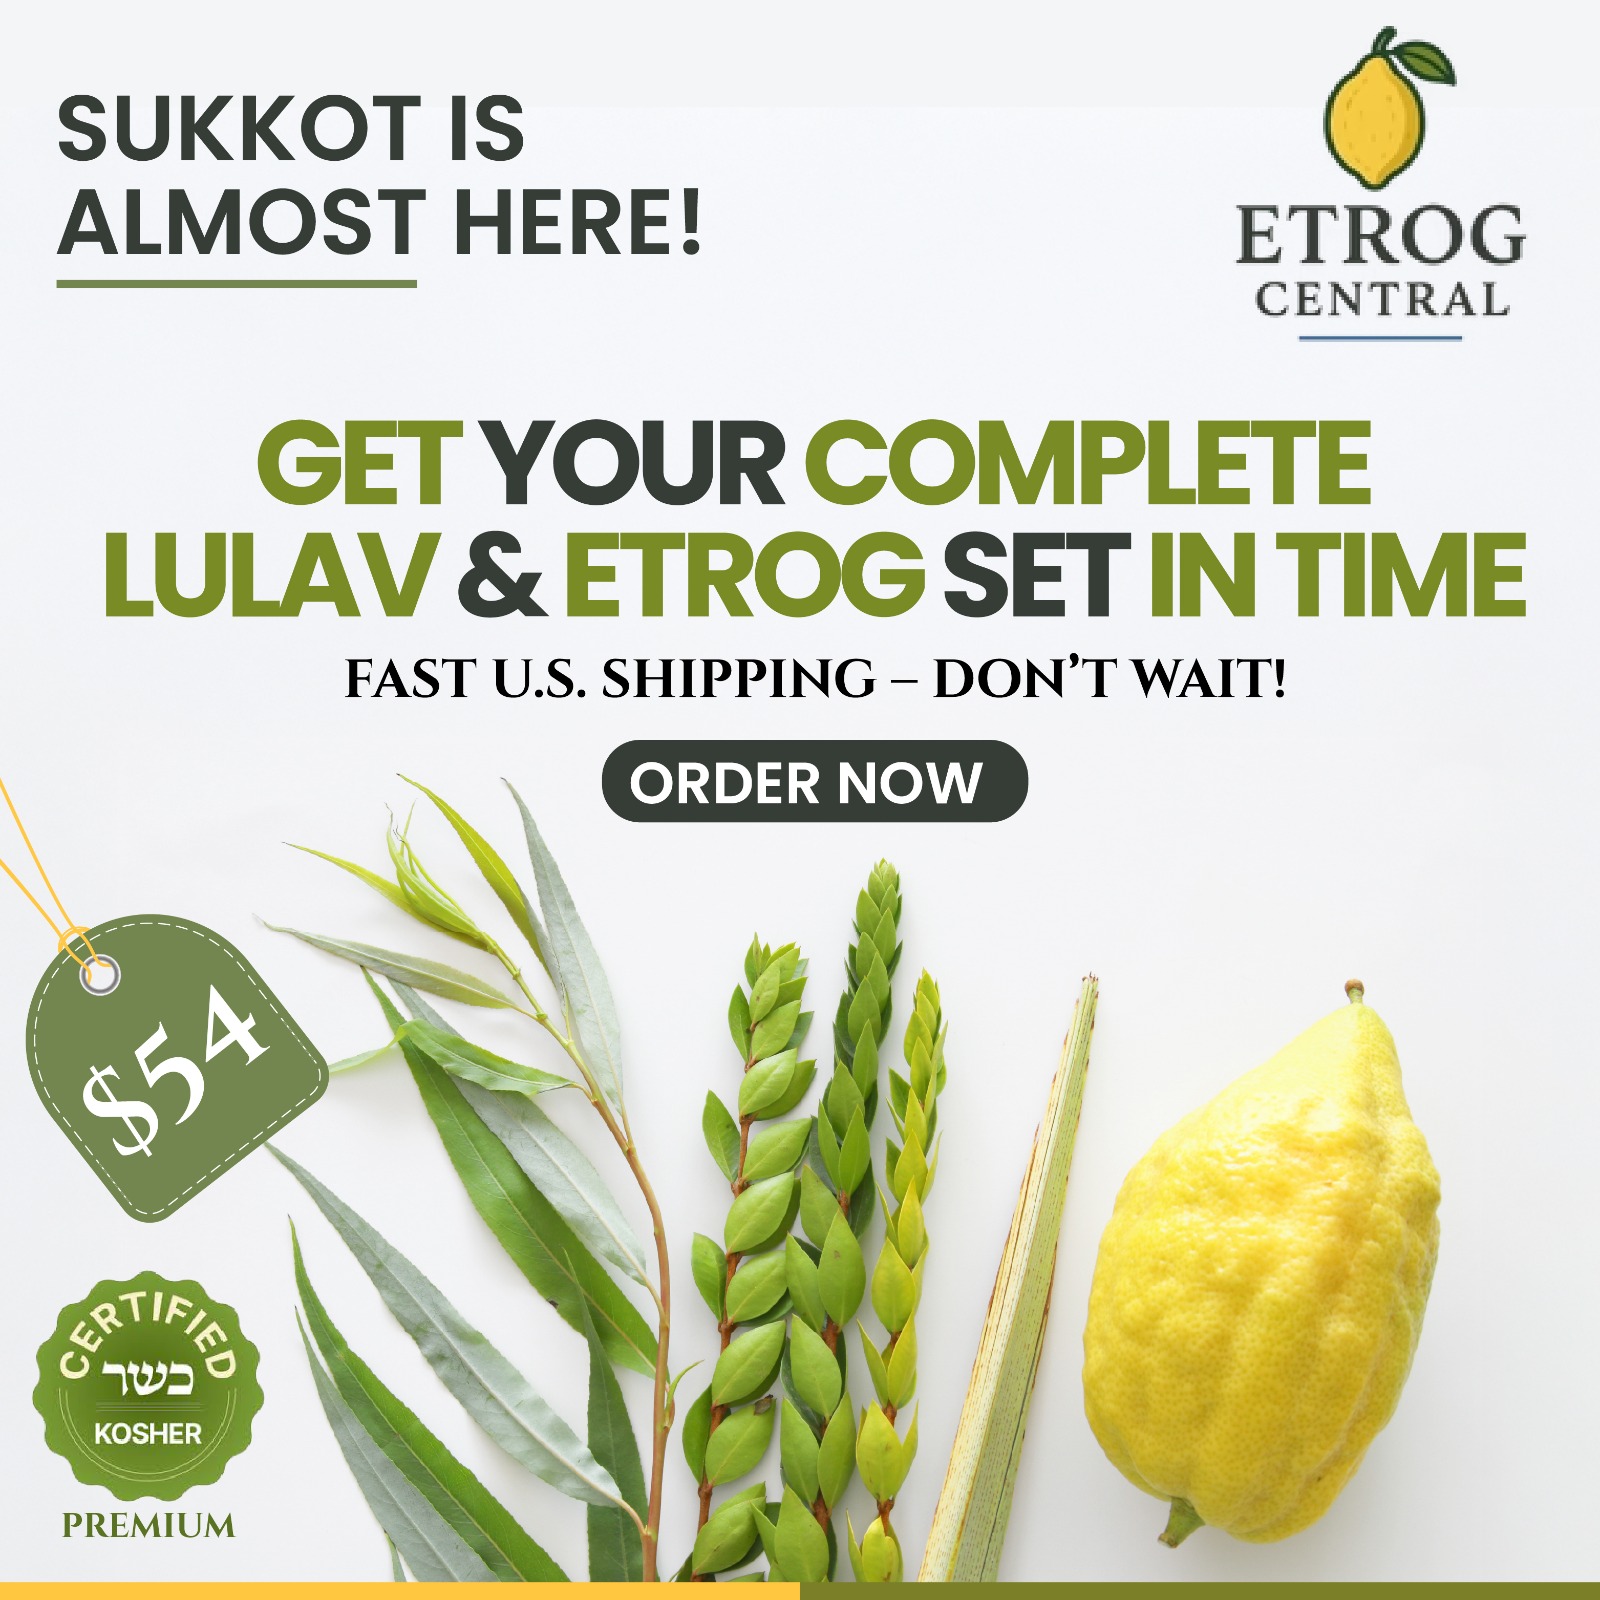 SUKKOT IS
ALMOST HERE!
ETROG
CENTRAL
GET YOUR COMPLETE
LULAV & ETROG SET IN TIME
FAST U.S. SHIPPING – DON’T WAIT!
ORDER NOW
$54
CERTIFIED
כשר
KOSHER
PREMIUM